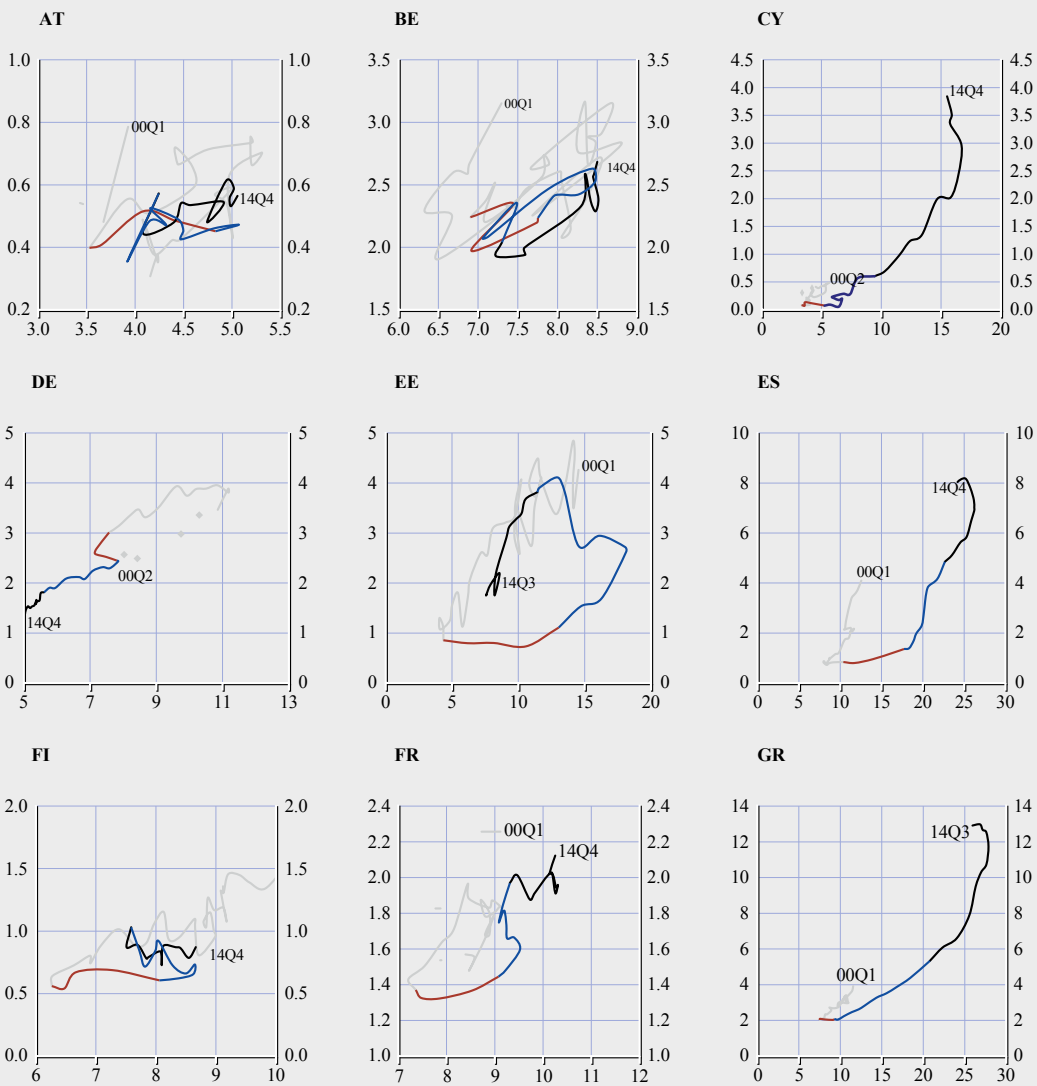 AT BE CY
1.0 1.0 3.5 3.5 4.5 4.5
4.0 14Q4 4.0
00Q1 00Q1
0.8 0.8 3.0 3.0 3.5 3.5
3.0 3.0
0.6 0.6 2.5 14Q4 2.5 2.5 2.5
14Q4
2.0 2.0
0.4 0.4 2.0 2.0 1.5 1.5
1.0 1.0
0.5 00Q2 0.5
0.2 0.2 1.5 1.5 0.0 0.0
3.0 3.5 4.0 4.5 5.0 5.5 6.0 6.5 7.0 7.5 8.0 8.5 9.0 0 5 10 15 20
DE EE ES
5 5 5 5 10 10
00Q1
4 4 4 4 8 14Q4 8
3 3 3 3 6 6
00Q2 14Q3 00Q1
2 2 2 2 4 4
1 14Q4 1 1 1 2 2
0 0 0 0 0 0
5 7 9 11 13 0 5 10 15 20 0 5 10 15 20 25 30
FI FR GR
2.0 2.0 2.4 2.4 14 14
00Q1 14Q3
2.2 2.2 12 12
14Q4
1.5 1.5 2.0 2.0 10 10
1.8 1.8 8 8
1.0 14Q4 1.0
1.6 1.6 6 6
0.5 0.5 1.4 1.4 4 00Q1 4
1.2 1.2 2 2
0.0 0.0 1.0 1.0 0 0
6 7 8 9 10 7 8 9 10 11 12 0 5 10 15 20 25 30